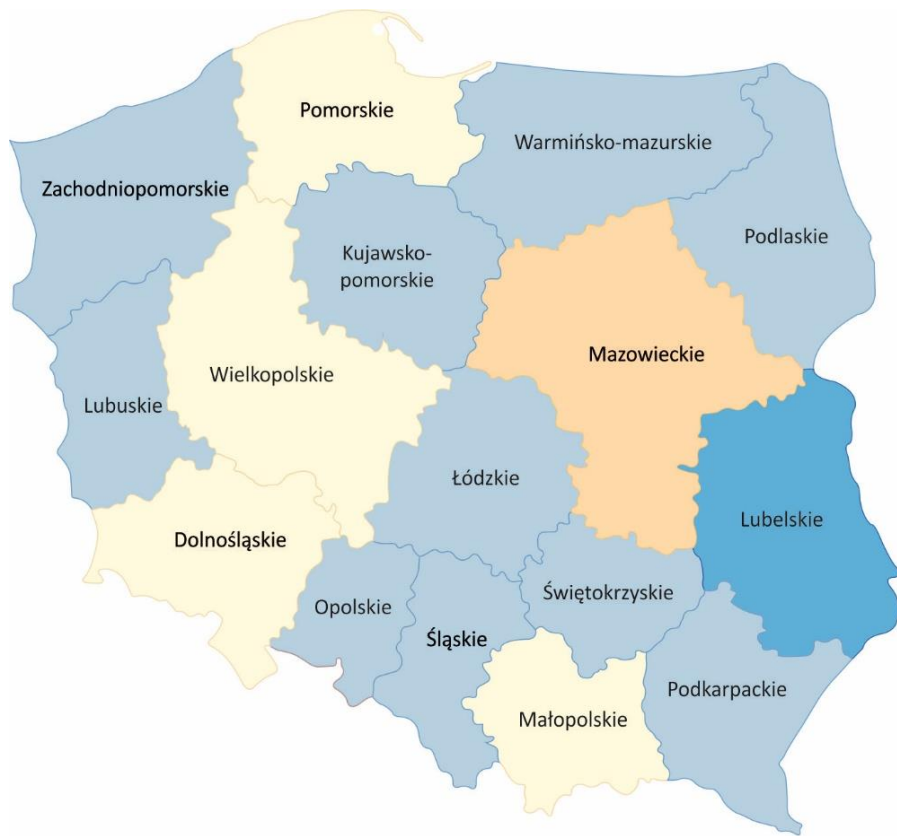 Pomorskie
Warmińsko-mazurskie
Zachodniopomorskie
Podlaskie
Kujawsko-
pomorskie
Mazowieckie
Wielkopolskie
Lubuskie
Łódzkie
Lubelskie
Dolnośląskie
Świętokrzyskie
Opolskie
Śląskie
Podkarpackie
Małopolskie